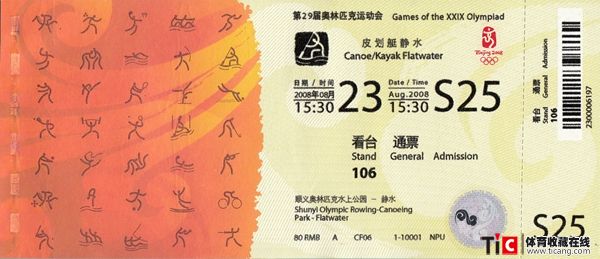 第29届奥林匹克运动会 Games of the XXIX Olympiad
皮划艇静水
Canoe/Kayak Flatwater
Beijing 2008
日期 / 时间
2008年08月
15:30
23
Date / Time
Aug.2008
15:30
S25
看台 通票
Stand General Admission
106
顺义奥林匹克水上公园 - 静水
Shunyi Olympic Rowing-Canoeing
Park - Flatwater
80 RMB A CF06 1-10001 NPU
看台 通票
Stand General Admission
106
2300006197
S25
TiC 体育收藏在线
www.ticang.com